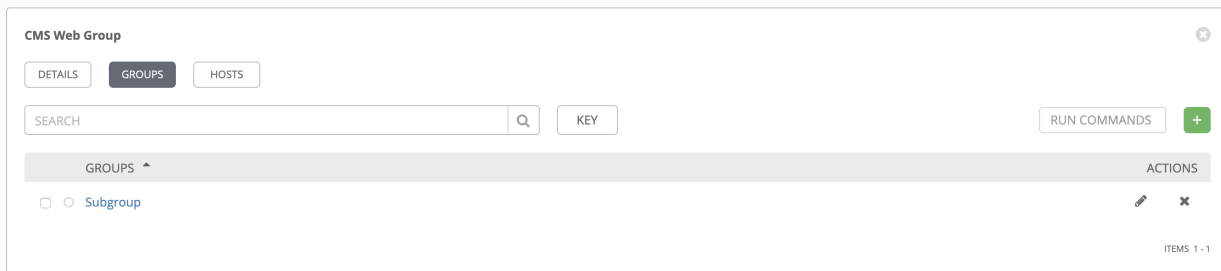 CMS Web Group
DETAILS GROUPS HOSTS
SEARCH KEY RUN COMMANDS +
GROUPS ACTIONS
Subgroup
ITEMS 1 - 1